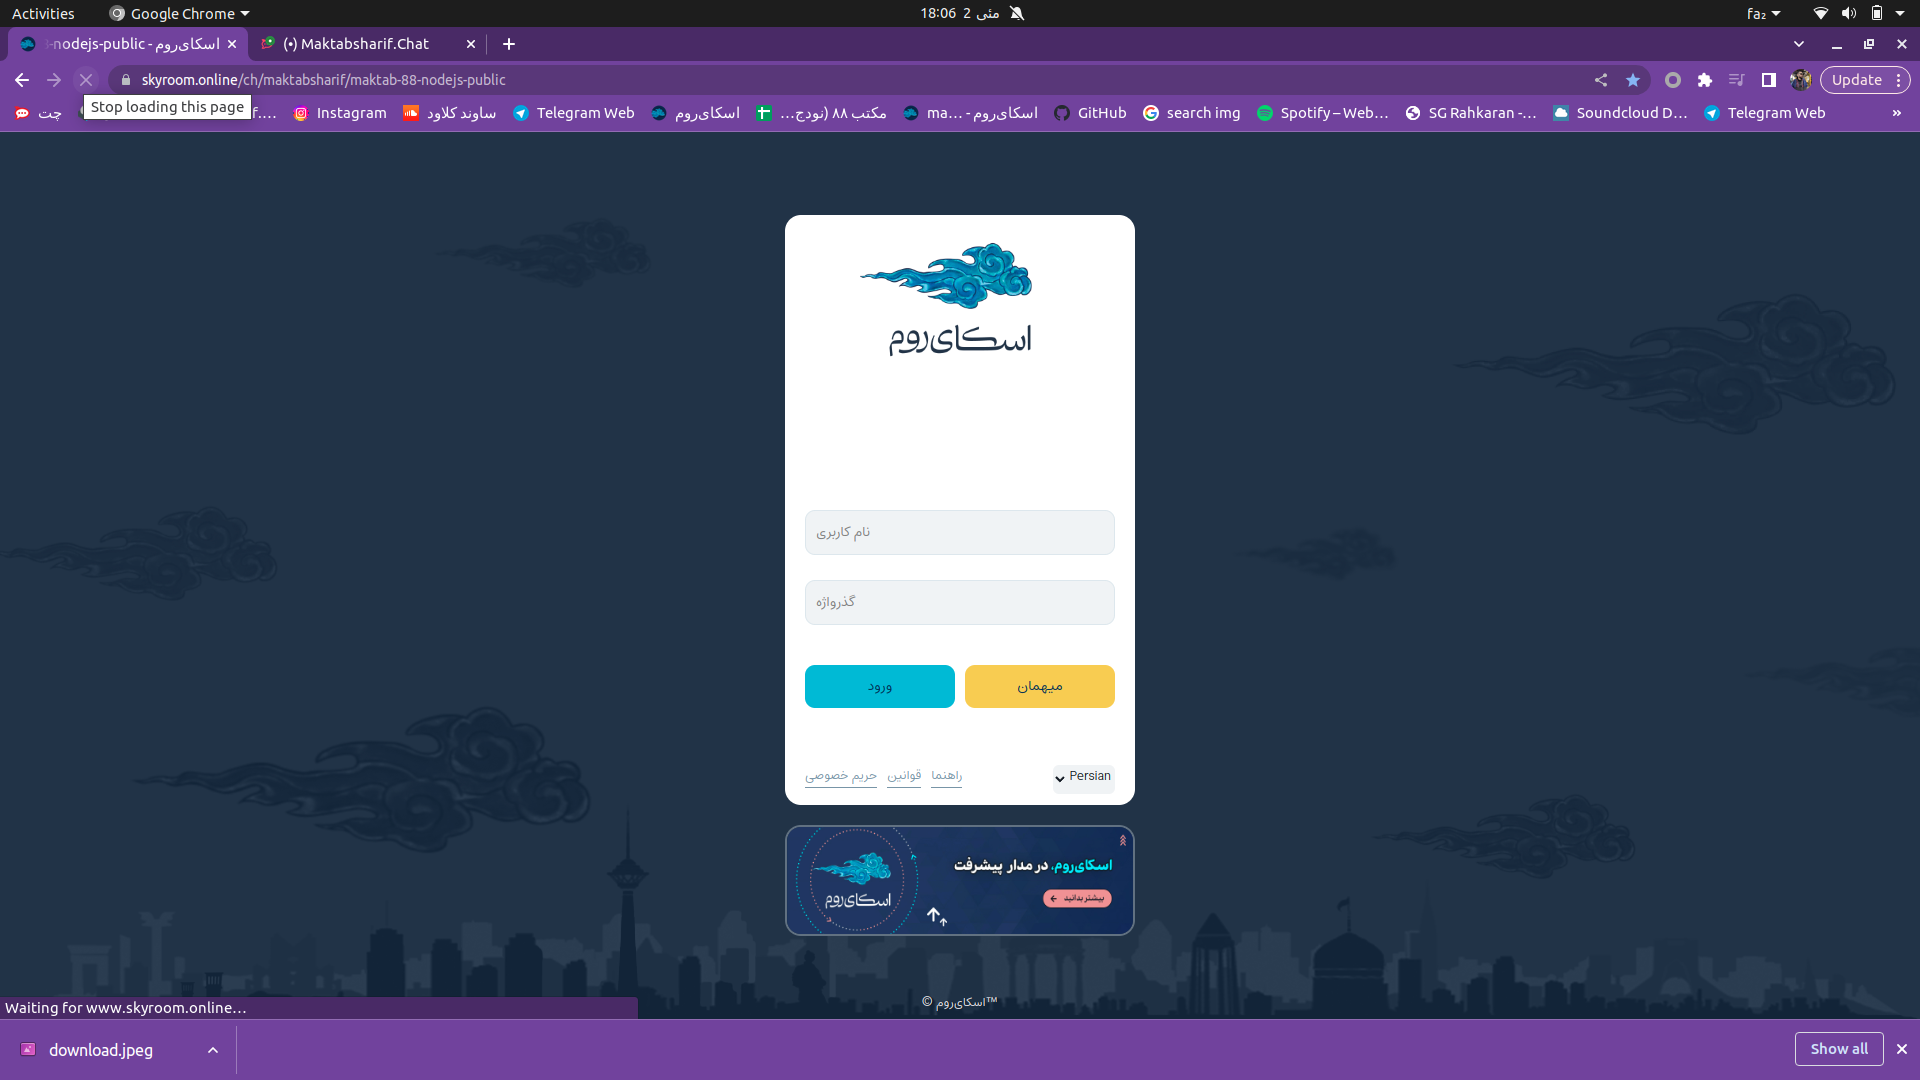 Activities
Google Chrome
18:06 2 مئی
fa₂
-nodejs-public - اسکای‌روم
(•) Maktabsharif.Chat
skyroom.online/ch/maktabsharif/maktab-88-nodejs-public
Update
Stop loading this page
چت
f.…
Instagram
ساوند کلاود
Telegram Web
اسکای‌روم
مکتب ۸۸ (نودج…
اسکای‌روم - ma…
GitHub
search img
Spotify – Web…
SG Rahkaran -…
Soundcloud D…
Telegram Web
»
اسکای‌روم
نام کاربری
گذرواژه
ورود
میهمان
حریم خصوصی
قوانین
راهنما
Persian
اسکای‌روم، در مدار پیشرفت
بیشتر بدانید
اسکای‌روم
© اسکای‌روم™
Waiting for www.skyroom.online…
download.jpeg
Show all